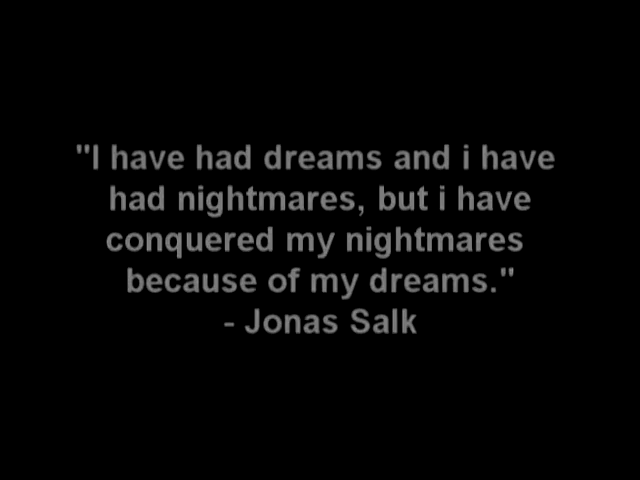 "I have had dreams and i have
had nightmares, but i have
conquered my nightmares
because of my dreams."
- Jonas Salk